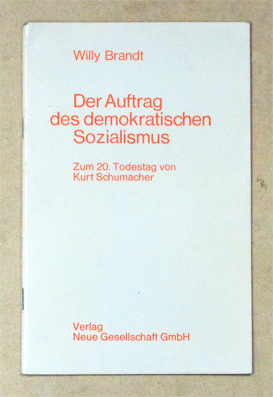 Willy Brandt
Der Auftrag
des demokratischen
Sozialismus
Zum 20. Todestag von
Kurt Schumacher
Verlag
Neue Gesellschaft GmbH